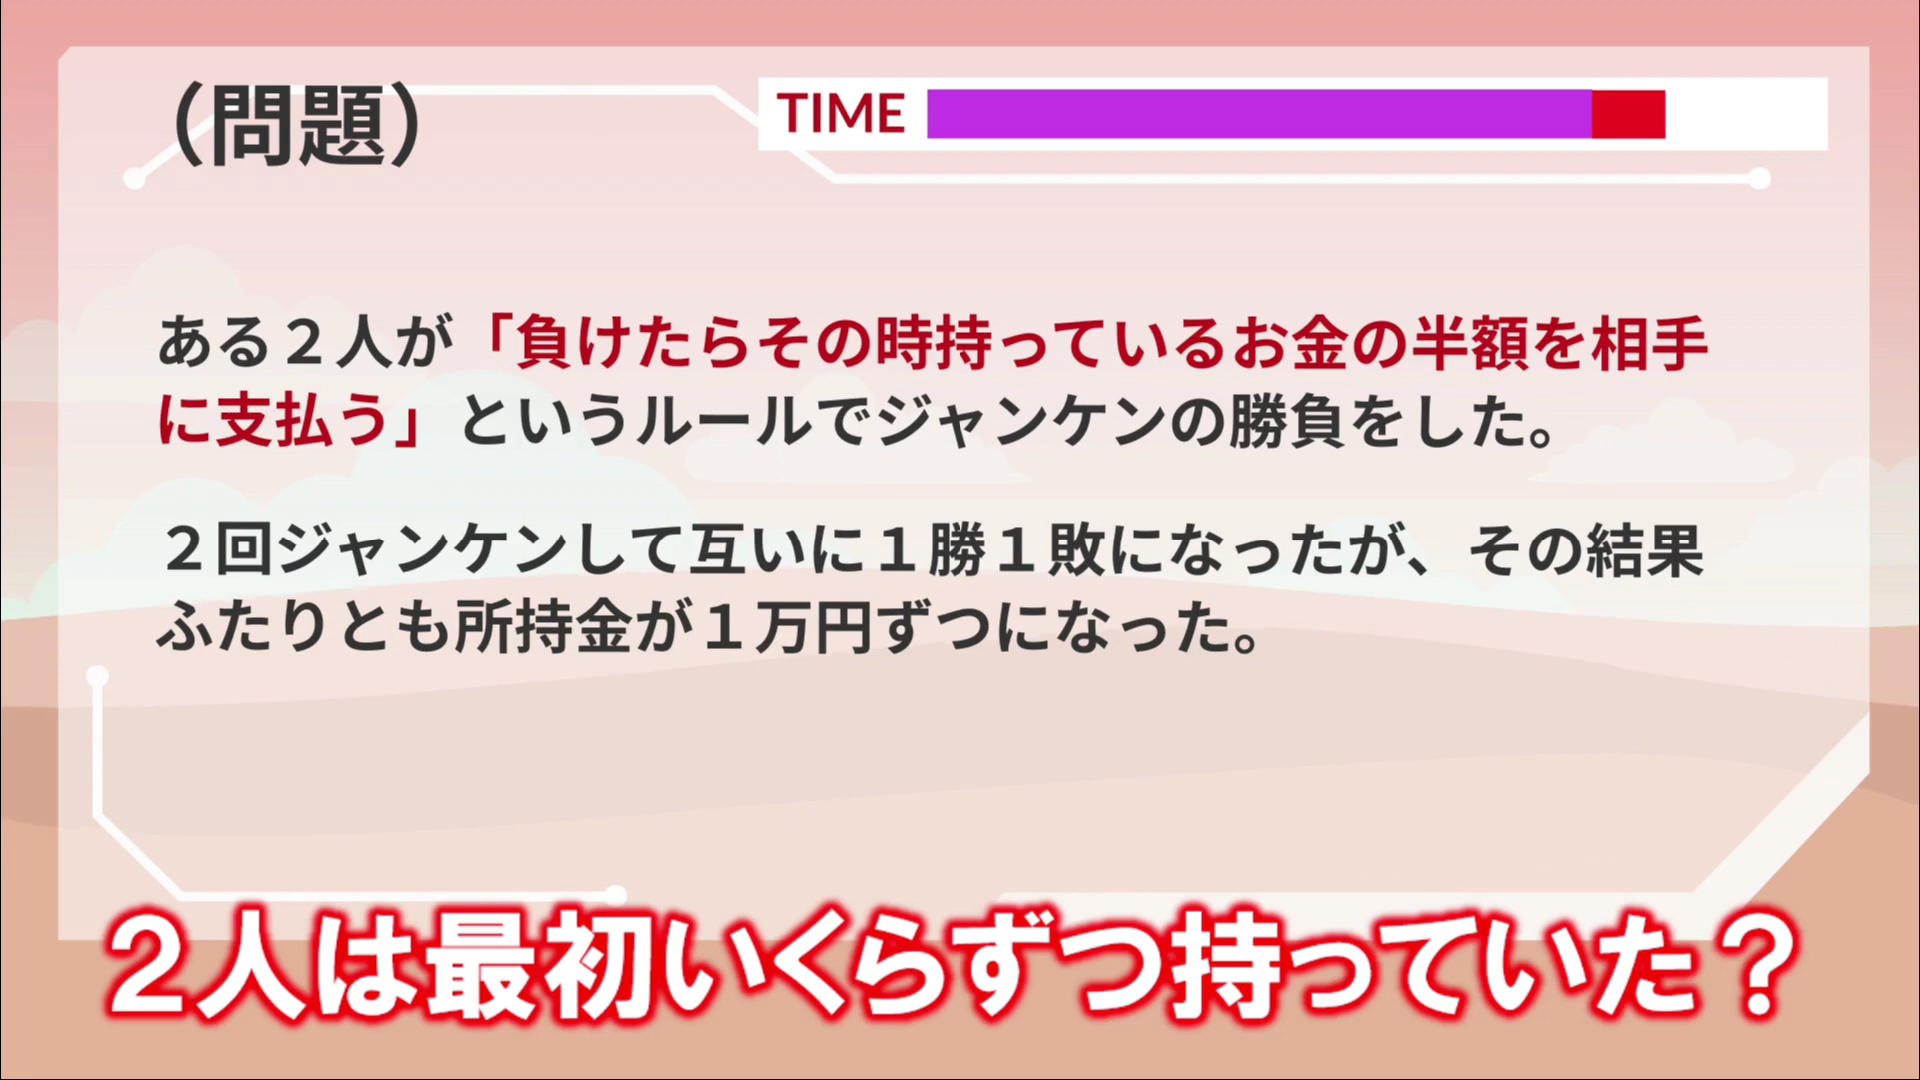 （問題）
TIME
ある２人が「負けたらその時持っているお金の半額を相手
に支払う」というルールでジャンケンの勝負をした。
２回ジャンケンして互いに１勝１敗になったが、その結果
ふたりとも所持金が１万円ずつになった。
２人は最初いくらずつ持っていた？